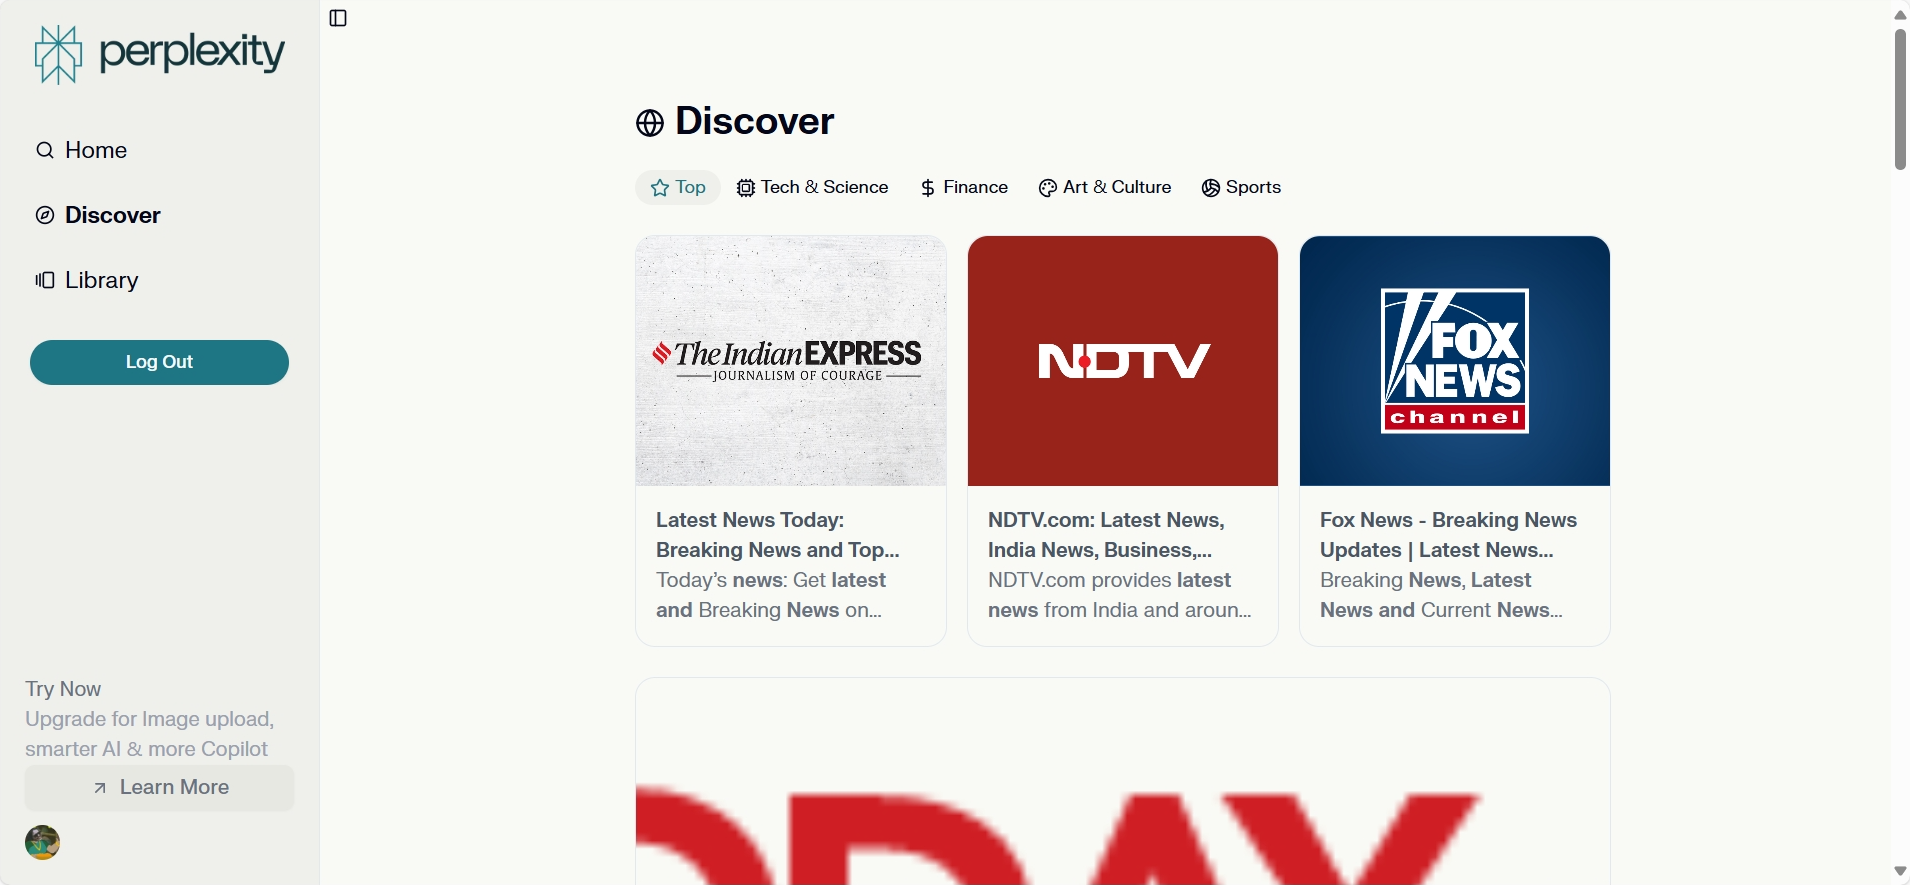 perplexity
Home
Discover
Library
Log Out
Try Now
Upgrade for Image upload,
smarter AI & more Copilot
Learn More
Discover
Top
Tech & Science
Finance
Art & Culture
Sports
The Indian EXPRESS
JOURNALISM OF COURAGE
Latest News Today:
Breaking News and Top...
Today’s news: Get latest
and Breaking News on...
NDTV
NDTV.com: Latest News,
India News, Business,...
NDTV.com provides latest
news from India and aroun...
FOX
NEWS
channel
Fox News - Breaking News
Updates | Latest News...
Breaking News, Latest
News and Current News...
ODAY